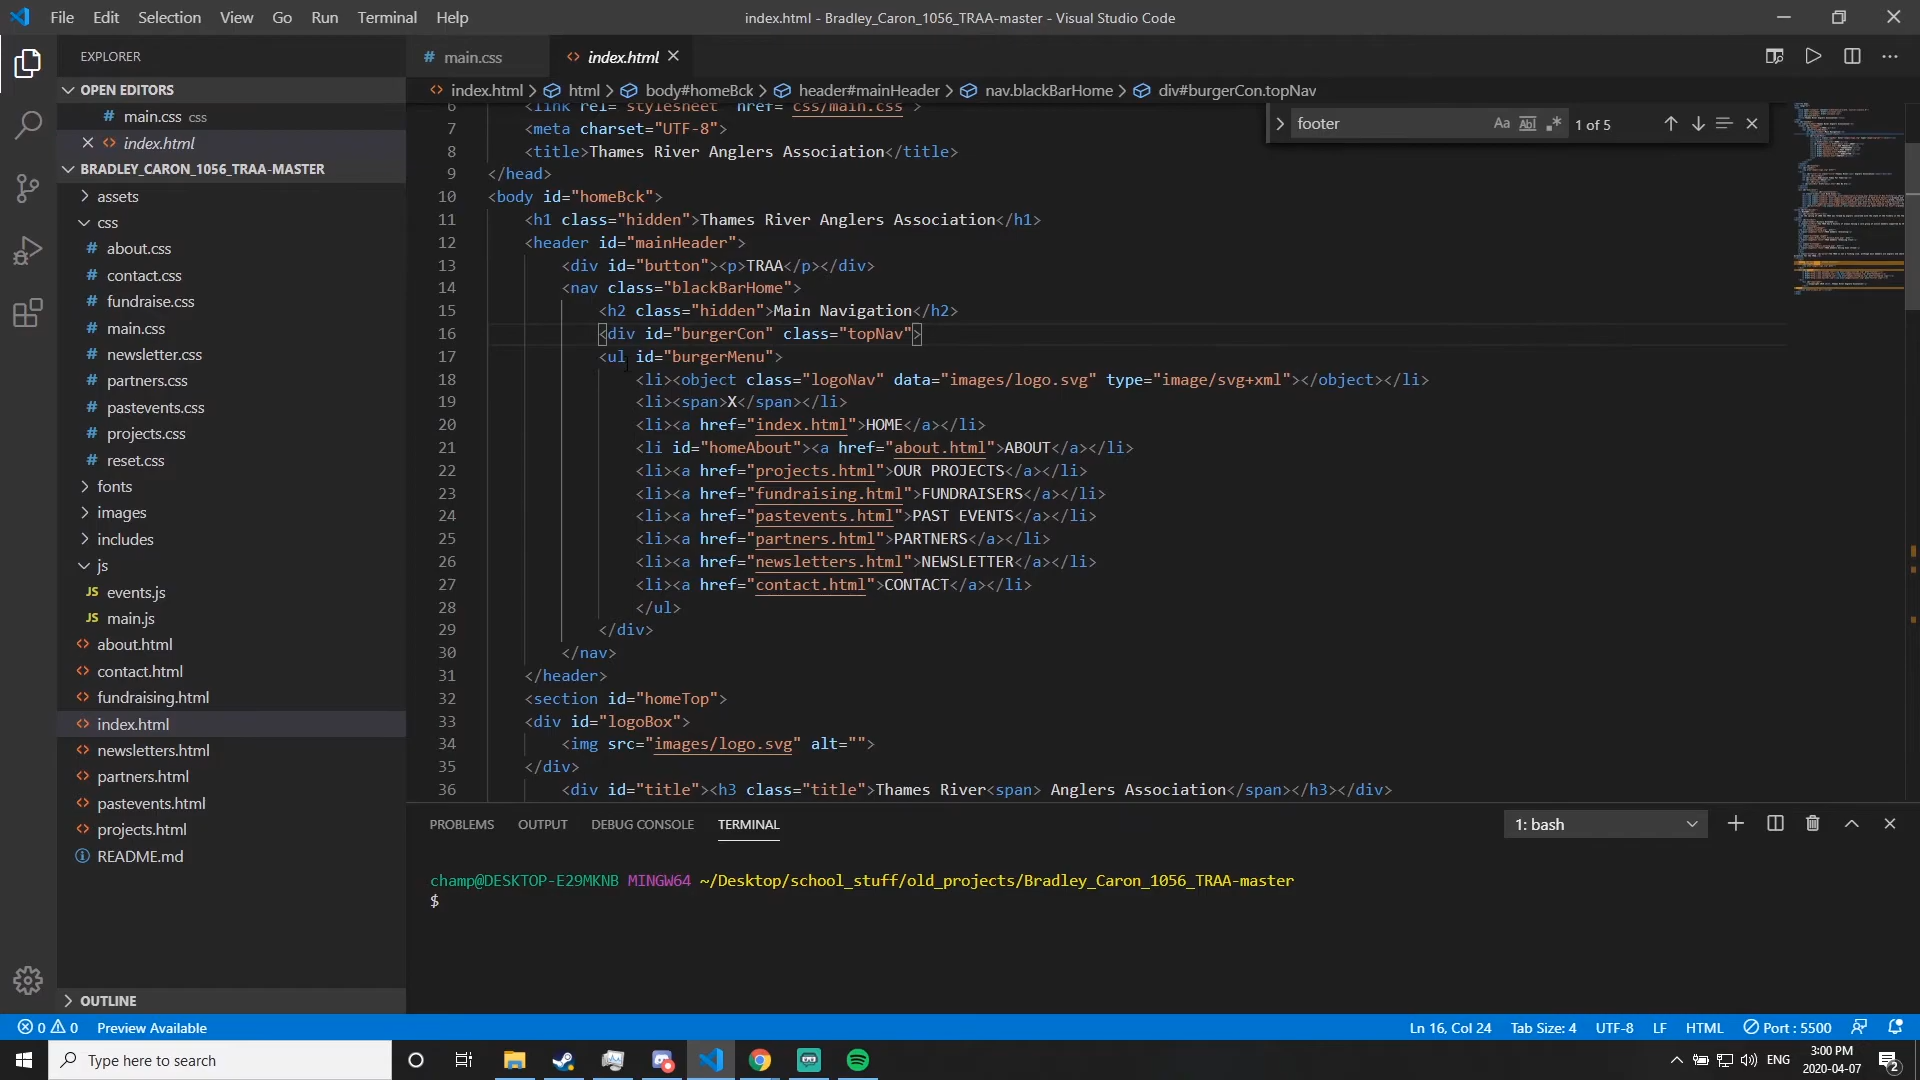 File Edit Selection View Go Run Terminal Help
index.html - Bradley_Caron_1056_TRAA-master - Visual Studio Code
EXPLORER
OPEN EDITORS
# main.css css
<> index.html
BRADLEY_CARON_1056_TRAA-MASTER
assets
css
# about.css
# contact.css
# fundraise.css
# main.css
# newsletter.css
# partners.css
# pastevents.css
# projects.css
# reset.css
fonts
images
includes
js
JS events.js
JS main.js
<> about.html
<> contact.html
<> fundraising.html
<> index.html
<> newsletters.html
<> partners.html
<> pastevents.html
<> projects.html
README.md
OUTLINE
# main.css
<> index.html
<> index.html > html > body#homeBck > header#mainHeader > nav.blackBarHome > div#burgerCon.topNav
footer Aa Abl .* 1 of 5
6 <link rel="stylesheet" href="css/main.css">
7 <meta charset="UTF-8">
8 <title>Thames River Anglers Association</title>
9 </head>
10 <body id="homeBck">
11 <h1 class="hidden">Thames River Anglers Association</h1>
12 <header id="mainHeader">
13 <div id="button"><p>TRAA</p></div>
14 <nav class="blackBarHome">
15 <h2 class="hidden">Main Navigation</h2>
16 <div id="burgerCon" class="topNav">
17 <ul id="burgerMenu">
18 <li><object class="logoNav" data="images/logo.svg" type="image/svg+xml"></object></li>
19 <li><span>X</span></li>
20 <li><a href="index.html">HOME</a></li>
21 <li id="homeAbout"><a href="about.html">ABOUT</a></li>
22 <li><a href="projects.html">OUR PROJECTS</a></li>
23 <li><a href="fundraising.html">FUNDRAISERS</a></li>
24 <li><a href="pastevents.html">PAST EVENTS</a></li>
25 <li><a href="partners.html">PARTNERS</a></li>
26 <li><a href="newsletters.html">NEWSLETTER</a></li>
27 <li><a href="contact.html">CONTACT</a></li>
28 </ul>
29 </div>
30 </nav>
31 </header>
32 <section id="homeTop">
33 <div id="logoBox">
34 <img src="images/logo.svg" alt="">
35 </div>
36 <div id="title"><h3 class="title">Thames River<span> Anglers Association</span></h3></div>
PROBLEMS OUTPUT DEBUG CONSOLE TERMINAL
1: bash
champ@DESKTOP-E29MKNB MINGW64 ~/Desktop/school_stuff/old_projects/Bradley_Caron_1056_TRAA-master
$
0 0 Preview Available
Ln 16, Col 24 Tab Size: 4 UTF-8 LF HTML Port : 5500
Type here to search
ENG
3:00 PM
2020-04-07
2